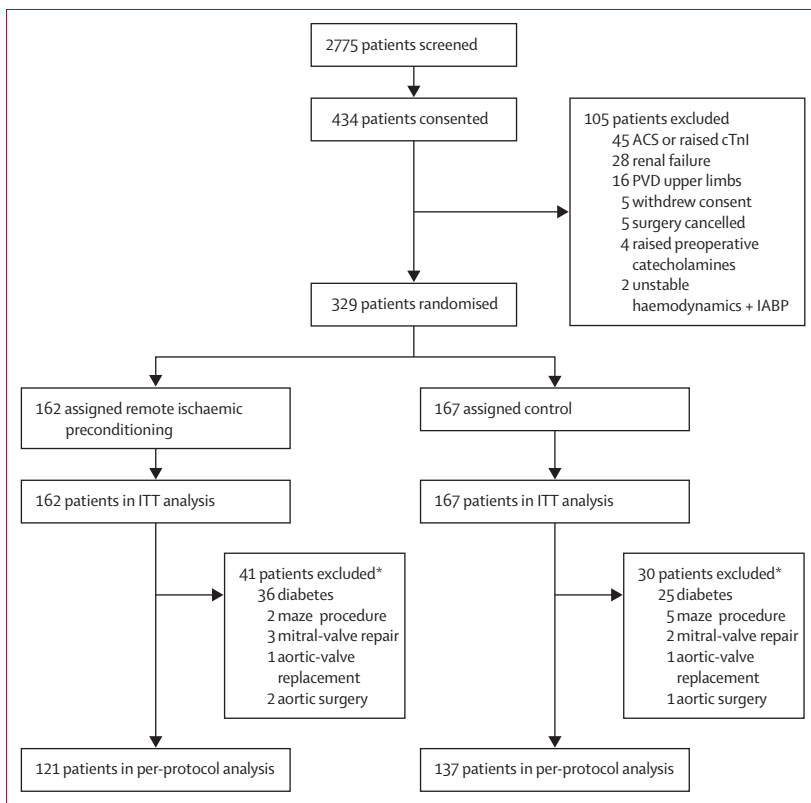 2775 patients screened
434 patients consented
105 patients excluded
45 ACS or raised cTnI
28 renal failure
16 PVD upper limbs
5 withdrew consent
5 surgery cancelled
4 raised preoperative
catecholamines
2 unstable
haemodynamics + IABP
329 patients randomised
162 assigned remote ischaemic
preconditioning
167 assigned control
162 patients in ITT analysis
167 patients in ITT analysis
41 patients excluded*
36 diabetes
2 maze procedure
3 mitral-valve repair
1 aortic-valve
replacement
2 aortic surgery
30 patients excluded*
25 diabetes
5 maze procedure
2 mitral-valve repair
1 aortic-valve
replacement
1 aortic surgery
121 patients in per-protocol analysis
137 patients in per-protocol analysis